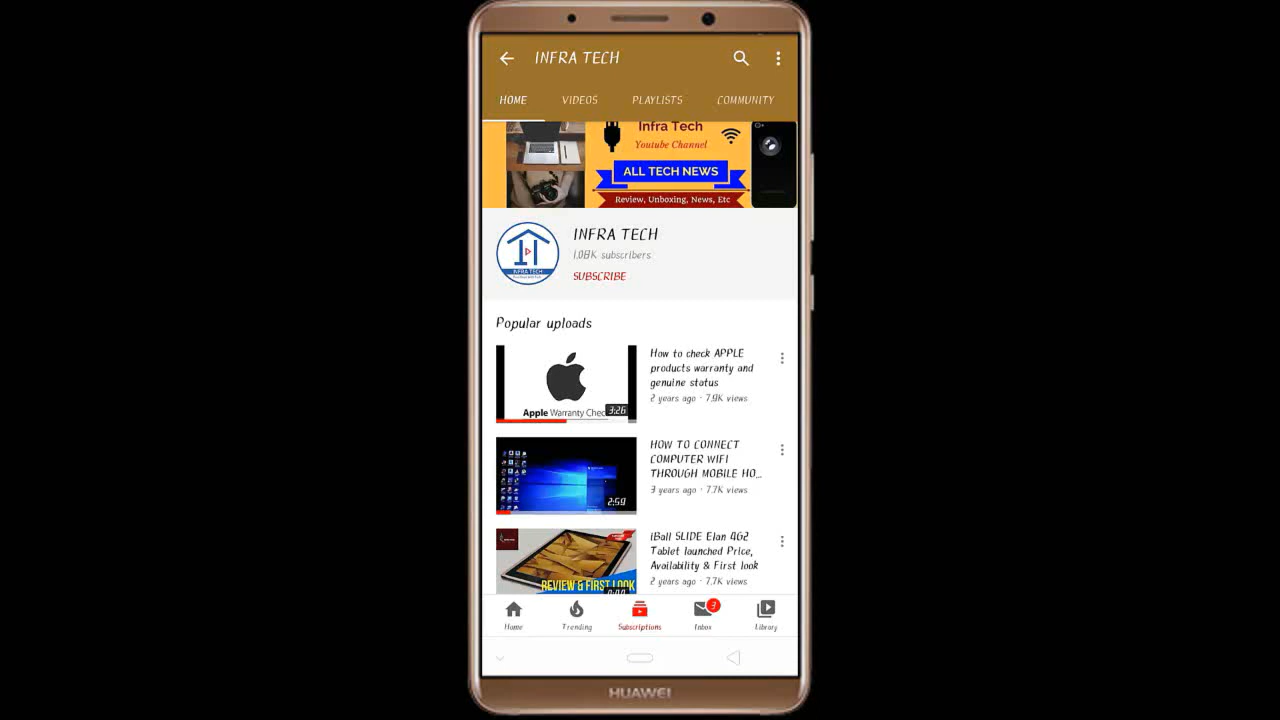 INFRA TECH
HOME VIDEOS PLAYLISTS COMMUNITY
Infra Tech
Youtube Channel
ALL TECH NEWS
Review, Unboxing, News, Etc
INFRA TECH
1.08K subscribers
SUBSCRIBE
INFRA TECH
Popular uploads
How to check APPLE
products warranty and
genuine status
2 years ago · 7.9K views
Apple Warranty Chec
3:26
HOW TO CONNECT
COMPUTER WIFI
THROUGH MOBILE HO...
3 years ago · 7.7K views
2:59
iBall SLIDE Elan 4G2
Tablet launched Price,
Availability & First look
2 years ago · 7.7K views
REVIEW & FIRST LOOK
3
Home Trending Subscriptions Inbox Library
HUAWEI